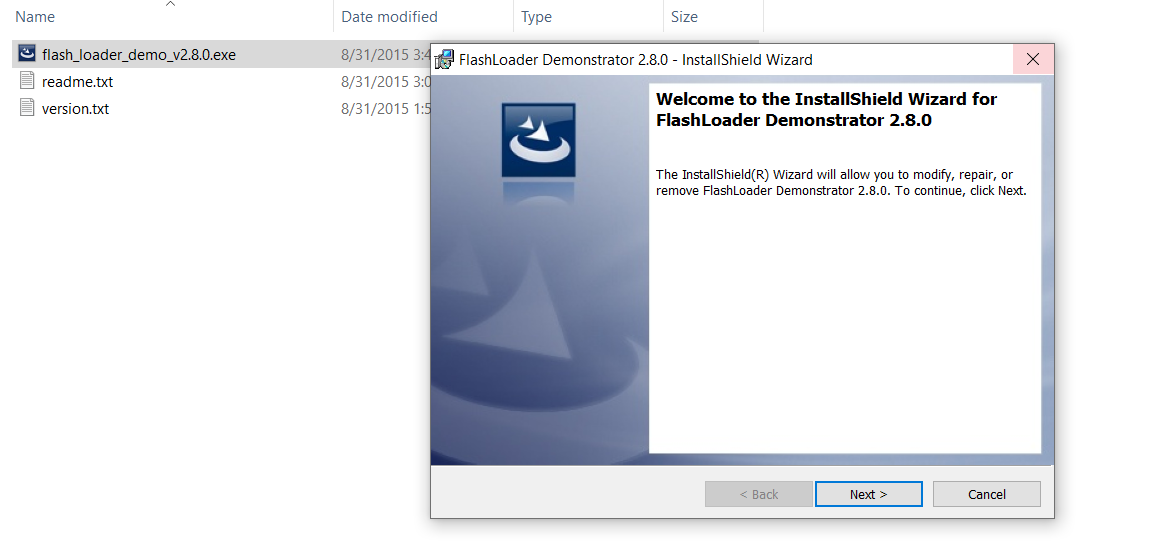 Name Date modified Type Size
flash_loader_demo_v2.8.0.exe 8/31/2015 3:4
readme.txt 8/31/2015 3:0
version.txt 8/31/2015 1:5
FlashLoader Demonstrator 2.8.0 - InstallShield Wizard
Welcome to the InstallShield Wizard for
FlashLoader Demonstrator 2.8.0
The InstallShield(R) Wizard will allow you to modify, repair, or
remove FlashLoader Demonstrator 2.8.0. To continue, click Next.
< Back Next > Cancel